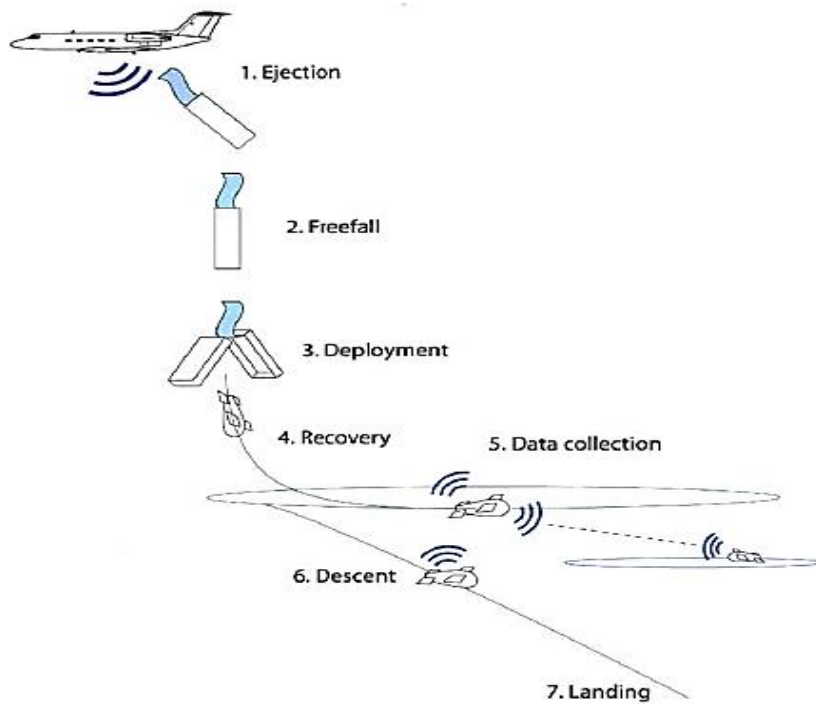 1. Ejection
2. Freefall
3. Deployment
4. Recovery
5. Data collection
6. Descent
7. Landing